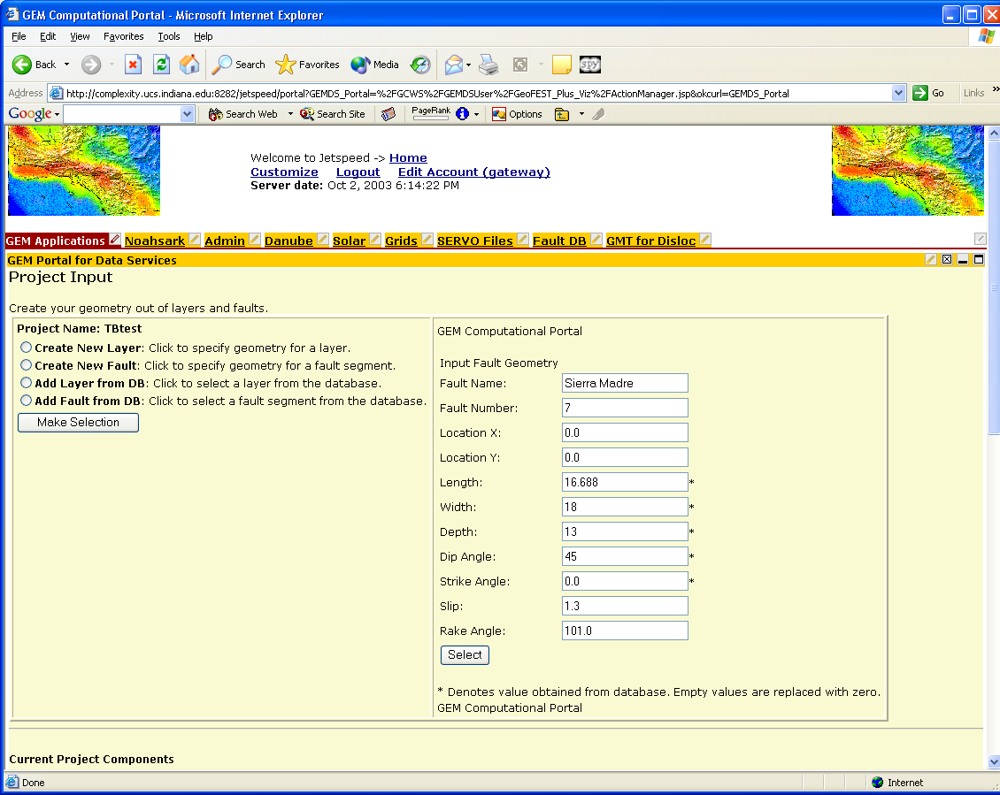 GEM Computational Portal - Microsoft Internet Explorer
File Edit View Favorites Tools Help
Back Search Favorites Media spy
Address http://complexity.ucs.indiana.edu:8282/jetspeed/portal?GEMDS_Portal=%2FGCWS%2FGEMDSUser%2FGeoFEST_Plus_Viz%2FActionManager.jsp&okcurl=GEMDS_Portal Go Links »
Google Search Web Search Site PageRank Options
Welcome to Jetspeed -> Home
Customize Logout Edit Account (gateway)
Server date: Oct 2, 2003 6:14:22 PM
GEM Applications Noahsark Admin Danube Solar Grids SERVO Files Fault DB GMT for Disloc
GEM Portal for Data Services
Project Input
Create your geometry out of layers and faults.
Project Name: TBtest
Create New Layer: Click to specify geometry for a layer.
Create New Fault: Click to specify geometry for a fault segment.
Add Layer from DB: Click to select a layer from the database.
Add Fault from DB: Click to select a fault segment from the database.
Make Selection
GEM Computational Portal
Input Fault Geometry
Fault Name: Sierra Madre
Fault Number: 7
Location X: 0.0
Location Y: 0.0
Length: 16.688 *
Width: 18 *
Depth: 13 *
Dip Angle: 45 *
Strike Angle: 0.0 *
Slip: 1.3
Rake Angle: 101.0
Select
* Denotes value obtained from database. Empty values are replaced with zero.
GEM Computational Portal
Current Project Components
Done Internet